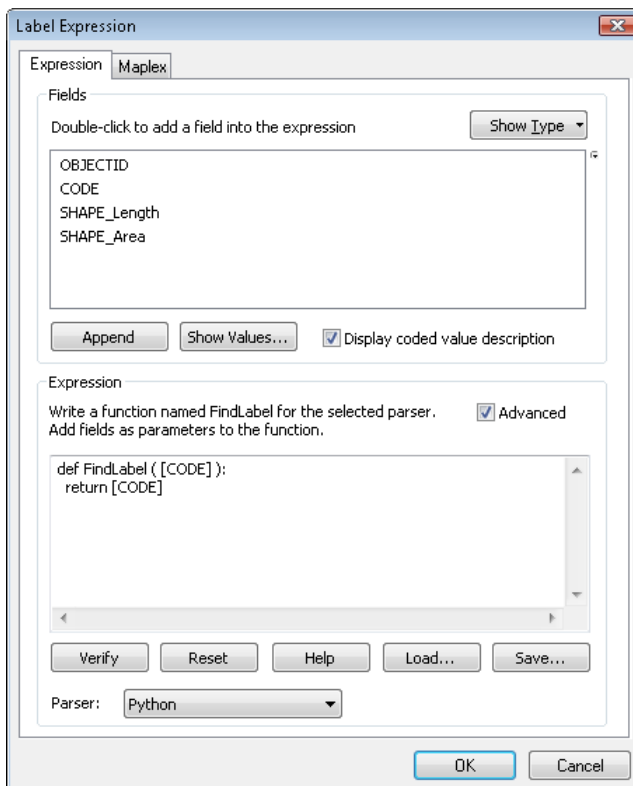 Label Expression
Expression Maplex
Fields
Double-click to add a field into the expression Show Type
OBJECTID
CODE
SHAPE_Length
SHAPE_Area
Append Show Values... Display coded value description
Expression
Write a function named FindLabel for the selected parser. Advanced
Add fields as parameters to the function.
def FindLabel ( [CODE] ):
return [CODE]
Verify Reset Help Load... Save...
Parser: Python
OK Cancel